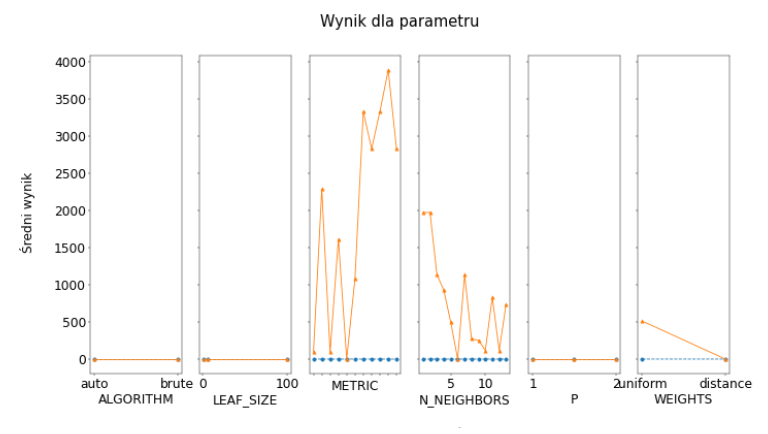 Wynik dla parametru
Średni wynik
4000
3500
3000
2500
2000
1500
1000
500
0
auto brute 0 100 5 10 1 2 uniform distance
ALGORITHM LEAF_SIZE METRIC N_NEIGHBORS P WEIGHTS